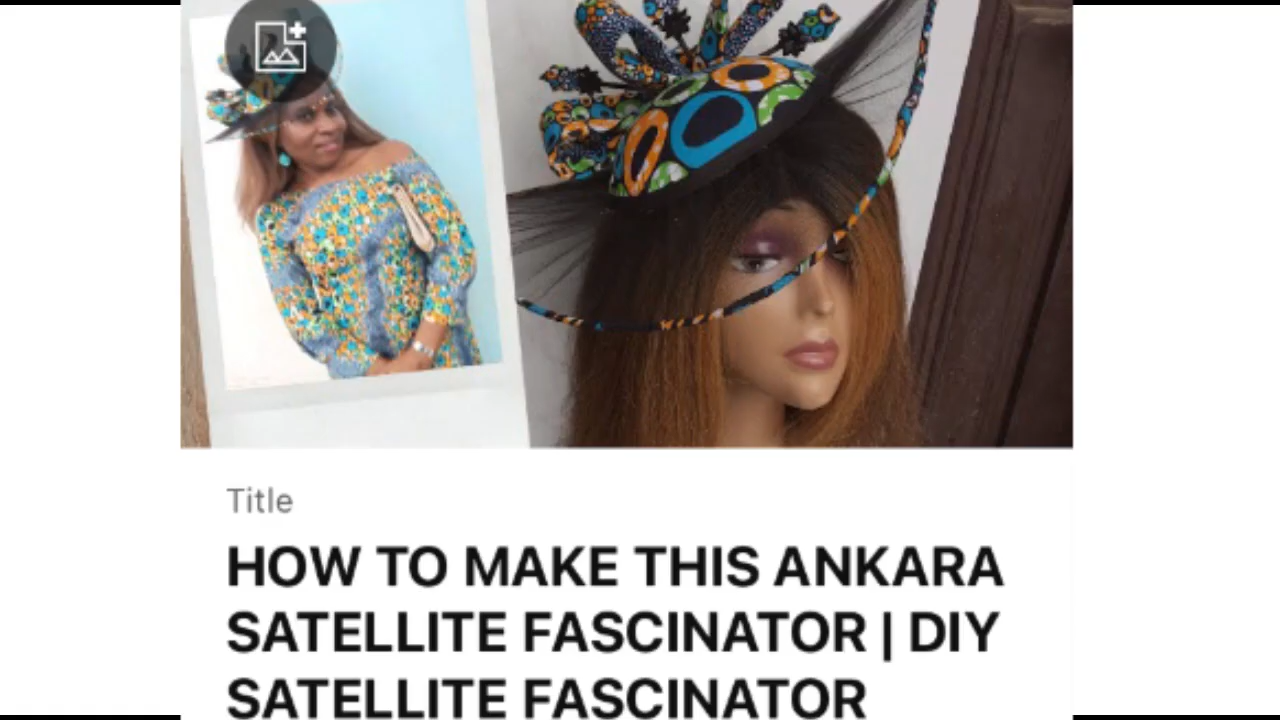 Title
HOW TO MAKE THIS ANKARA
SATELLITE FASCINATOR | DIY
SATELLITE FASCINATOR